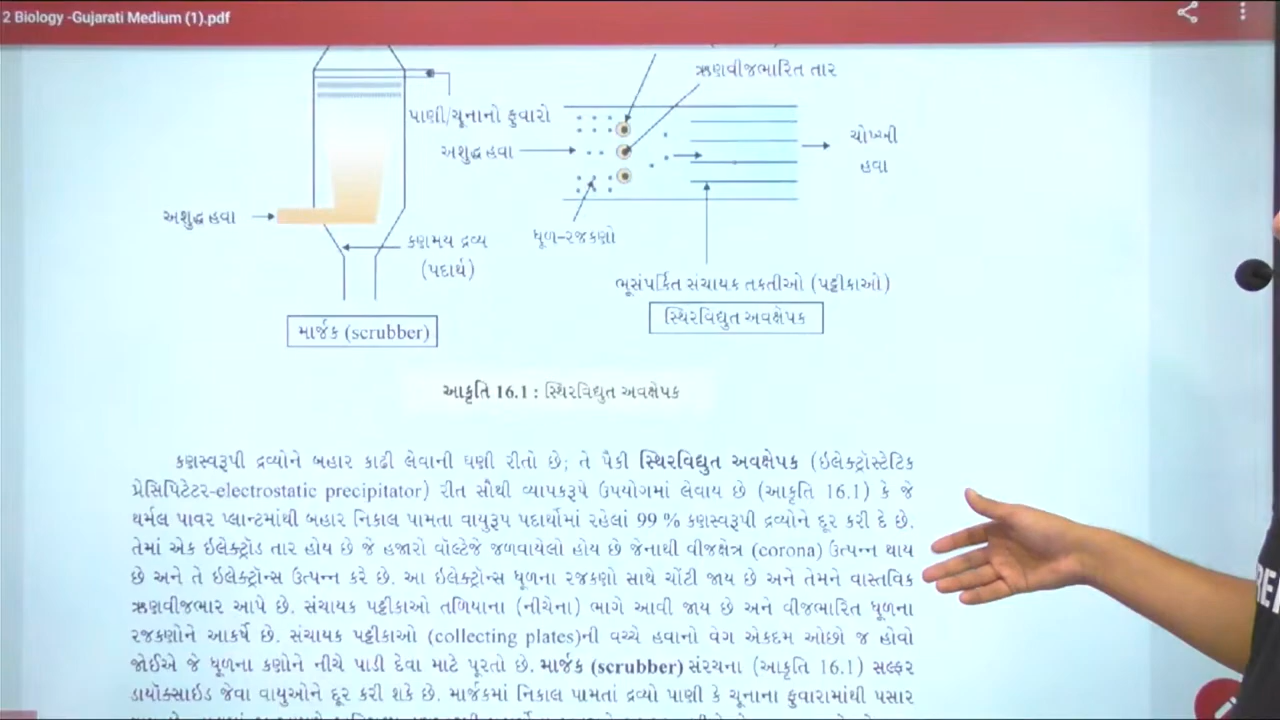 2 Biology -Gujarati Medium (1).pdf
ઋણવીજભારિત તાર
પાણી/ચૂનાનો ફુવારો
અશુદ્ધ હવા
ચોખ્ખી
હવા
અશુદ્ધ હવા
ધૂળ-રજકણો
કણમય દ્રવ્ય
(પદાર્થ)
ભૂસંપર્કિત સંચાયક તકતીઓ (પટ્ટીકાઓ)
માર્જક (scrubber)
સ્થિરવિદ્યુત અવક્ષેપક
આકૃતિ 16.1 : સ્થિરવિદ્યુત અવક્ષેપક
કણસ્વરૂપી દ્રવ્યોને બહાર કાઢી લેવાની ઘણી રીતો છે; તે પૈકી સ્થિરવિદ્યુત અવક્ષેપક (ઇલેક્ટ્રૉસ્ટેટિક
પ્રેસિપિટેટર-electrostatic precipitator) રીત સૌથી વ્યાપકરૂપે ઉપયોગમાં લેવાય છે (આકૃતિ 16.1) કે જે
થર્મલ પાવર પ્લાન્ટમાંથી બહાર નિકાલ પામતા વાયુરૂપ પદાર્થોમાં રહેલાં 99 % કણસ્વરૂપી દ્રવ્યોને દૂર કરી દે છે.
તેમાં એક ઇલેક્ટ્રૉડ તાર હોય છે જે હજારો વૉલ્ટેજે જળવાયેલો હોય છે જેનાથી વીજક્ષેત્ર (corona) ઉત્પન્ન થાય
છે અને તે ઇલેક્ટ્રૉન્સ ઉત્પન્ન કરે છે. આ ઇલેક્ટ્રૉન્સ ધૂળના રજકણો સાથે ચોંટી જાય છે અને તેમને વાસ્તવિક
ઋણવીજભાર આપે છે. સંચાયક પટ્ટીકાઓ તળિયાના (નીચેના) ભાગે આવી જાય છે અને વીજભારિત ધૂળના
રજકણોને આકર્ષે છે. સંચાયક પટ્ટીકાઓ (collecting plates)ની વચ્ચે હવાનો વેગ એકદમ ઓછો જ હોવો
જોઈએ જે ધૂળના કણોને નીચે પાડી દેવા માટે પૂરતો છે. માર્જક (scrubber) સંરચના (આકૃતિ 16.1) સલ્ફર
ડાયૉક્સાઇડ જેવા વાયુઓને દૂર કરી શકે છે. માર્જકમાં નિકાલ પામતાં દ્રવ્યો પાણી કે ચૂનાના ફુવારામાંથી પસાર